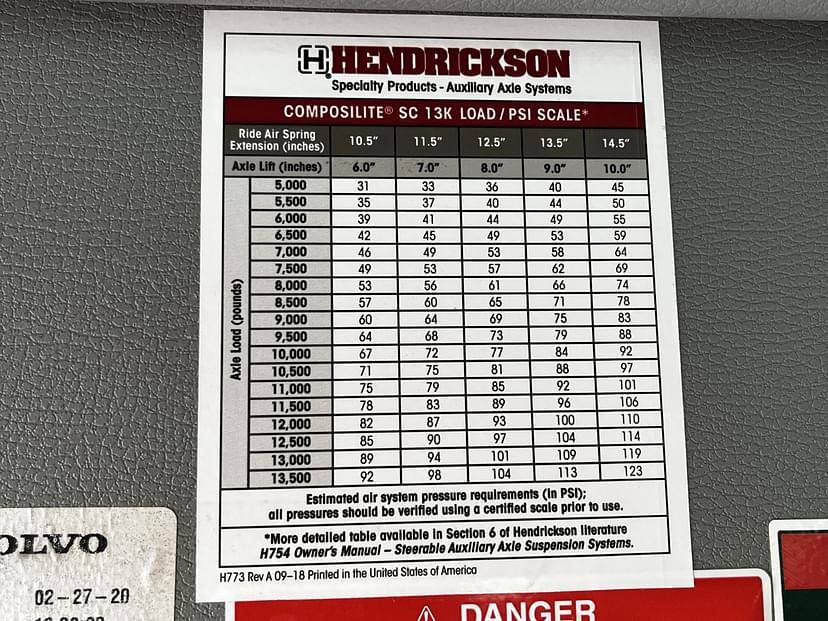 H HENDRICKSON
Specialty Products - Auxiliary Axle Systems
COMPOSILITE® SC 13K LOAD / PSI SCALE*
Ride Air Spring Extension (inches) 10.5" 11.5" 12.5" 13.5" 14.5"
Axle Lift (inches) 6.0" 7.0" 8.0" 9.0" 10.0"
Axle Load (pounds)
5,000 31 33 36 40 45
5,500 35 37 40 44 50
6,000 39 41 44 49 55
6,500 42 45 49 53 59
7,000 46 49 53 58 64
7,500 49 53 57 62 69
8,000 53 56 61 66 74
8,500 57 60 65 71 78
9,000 60 64 69 75 83
9,500 64 68 73 79 88
10,000 67 72 77 84 92
10,500 71 75 81 88 97
11,000 75 79 85 92 101
11,500 78 83 89 96 106
12,000 82 87 93 100 110
12,500 85 90 97 104 114
13,000 89 94 101 109 119
13,500 92 98 104 113 123
Estimated air system pressure requirements (in PSI);
all pressures should be verified using a certified scale prior to use.
*More detailed table available in Section 6 of Hendrickson literature
H754 Owner's Manual – Steerable Auxiliary Axle Suspension Systems.
H773 Rev A 09–18 Printed in the United States of America
OLVO
02-27-20
DANGER